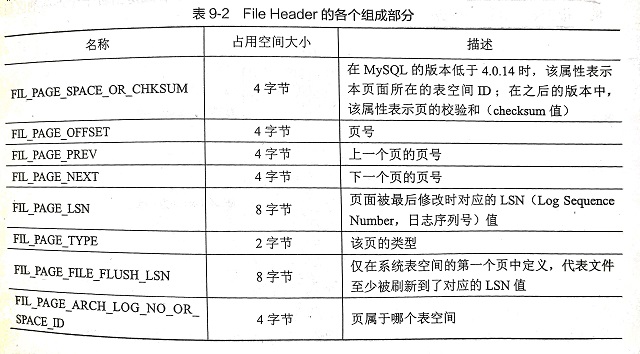 表 9-2 File Header 的各个组成部分
名称 占用空间大小 描述
FIL_PAGE_SPACE_OR_CHKSUM 4 字节 在 MySQL 的版本低于 4.0.14 时，该属性表示
本页面所在的表空间 ID；在之后的版本中，
该属性表示页的校验和（checksum 值）
FIL_PAGE_OFFSET 4 字节 页号
FIL_PAGE_PREV 4 字节 上一个页的页号
FIL_PAGE_NEXT 4 字节 下一个页的页号
FIL_PAGE_LSN 8 字节 页面被最后修改时对应的 LSN（Log Sequence
Number，日志序列号）值
FIL_PAGE_TYPE 2 字节 该页的类型
FIL_PAGE_FILE_FLUSH_LSN 8 字节 仅在系统表空间的第一个页中定义，代表文件
至少被刷新到了对应的 LSN 值
FIL_PAGE_ARCH_LOG_NO_OR_
SPACE_ID 4 字节 页属于哪个表空间